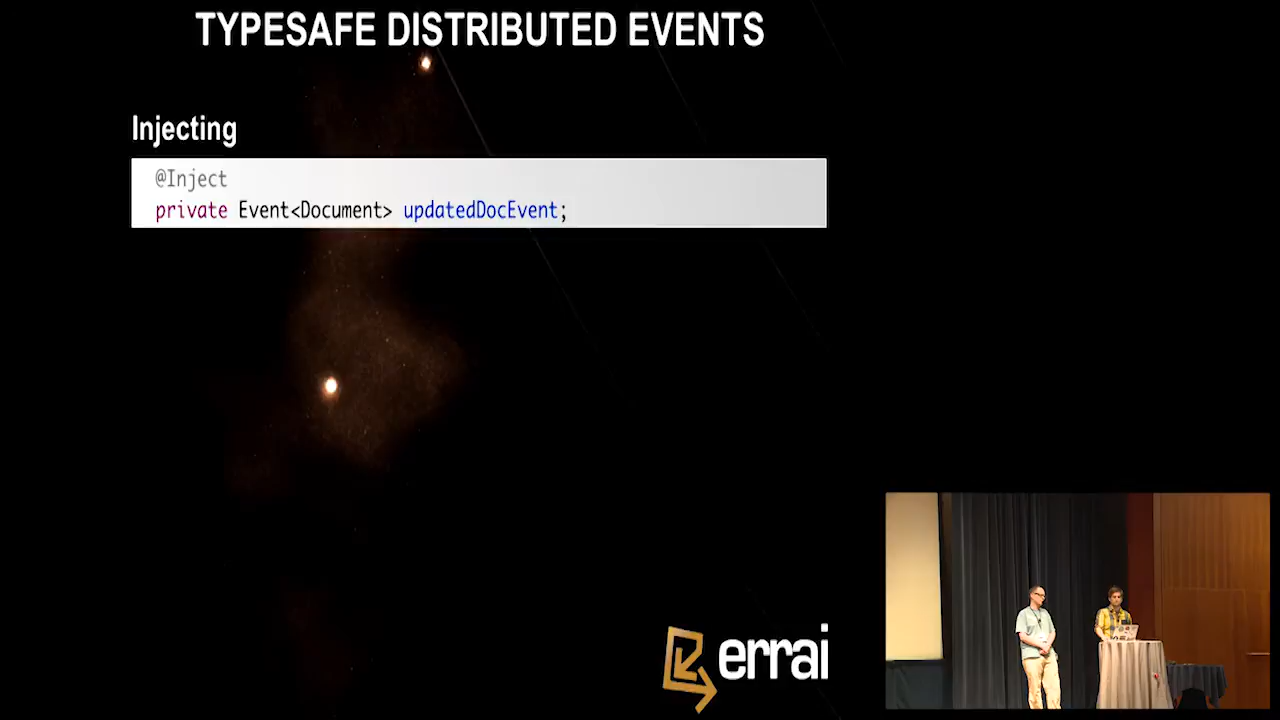 TYPESAFE DISTRIBUTED EVENTS
Injecting
@Inject
private Event<Document> updatedDocEvent;
errai